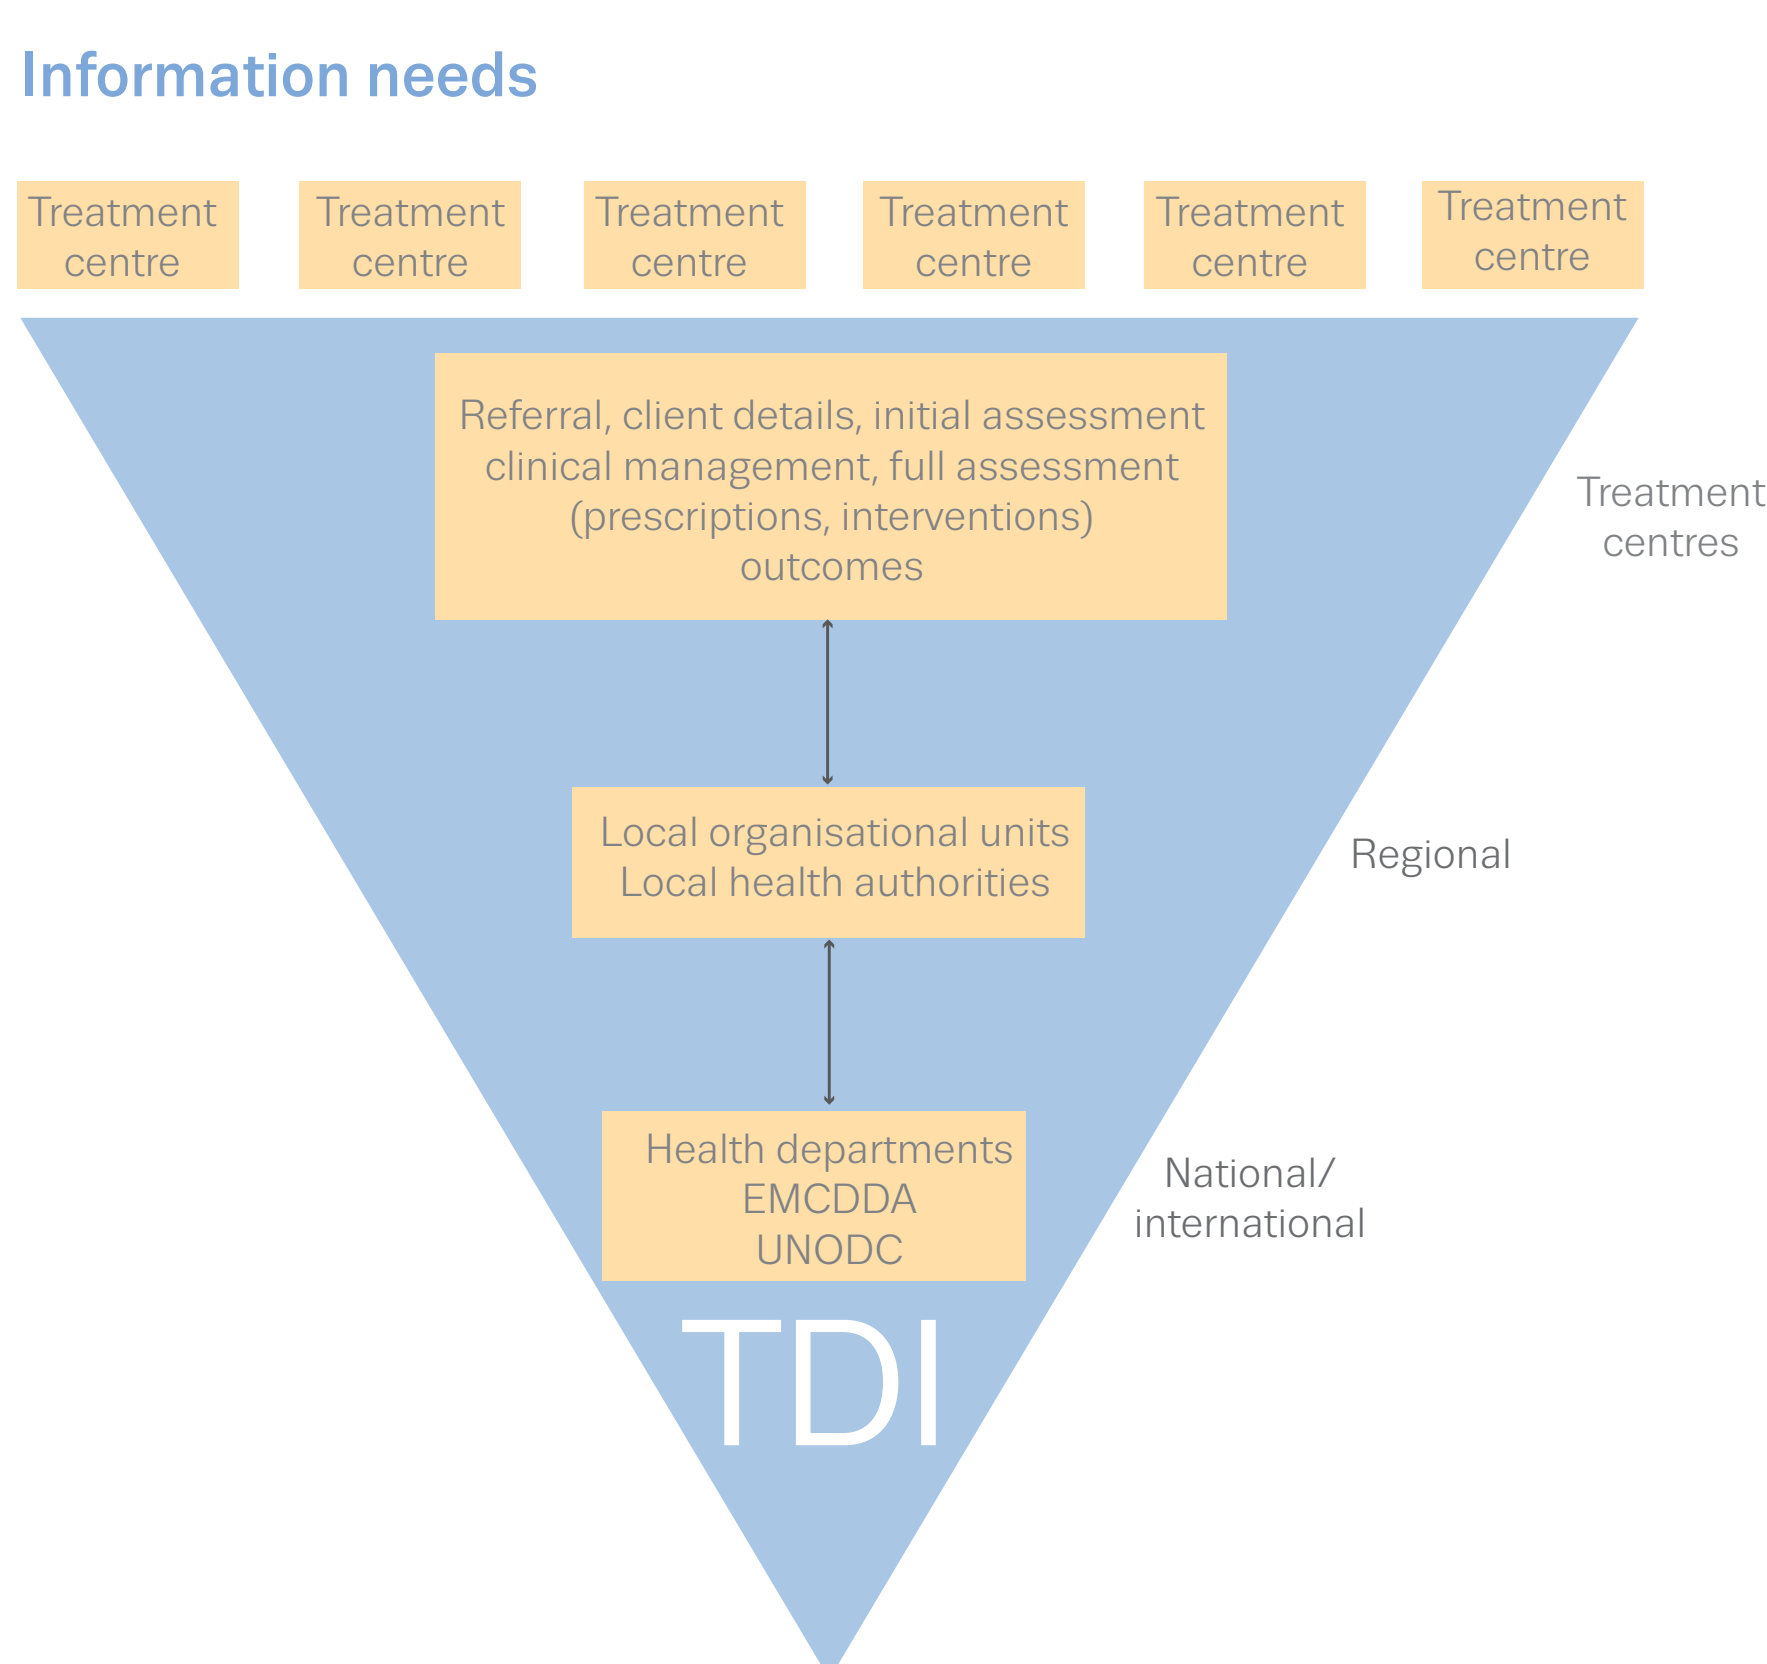 Information needs
Treatment
centre
Treatment
centre
Treatment
centre
Treatment
centre
Treatment
centre
Treatment
centre
Referral, client details, initial assessment
clinical management, full assessment
(prescriptions, interventions)
outcomes
Treatment
centres
Local organisational units
Local health authorities
Regional
Health departments
EMCDDA
UNODC
National/
international
TDI